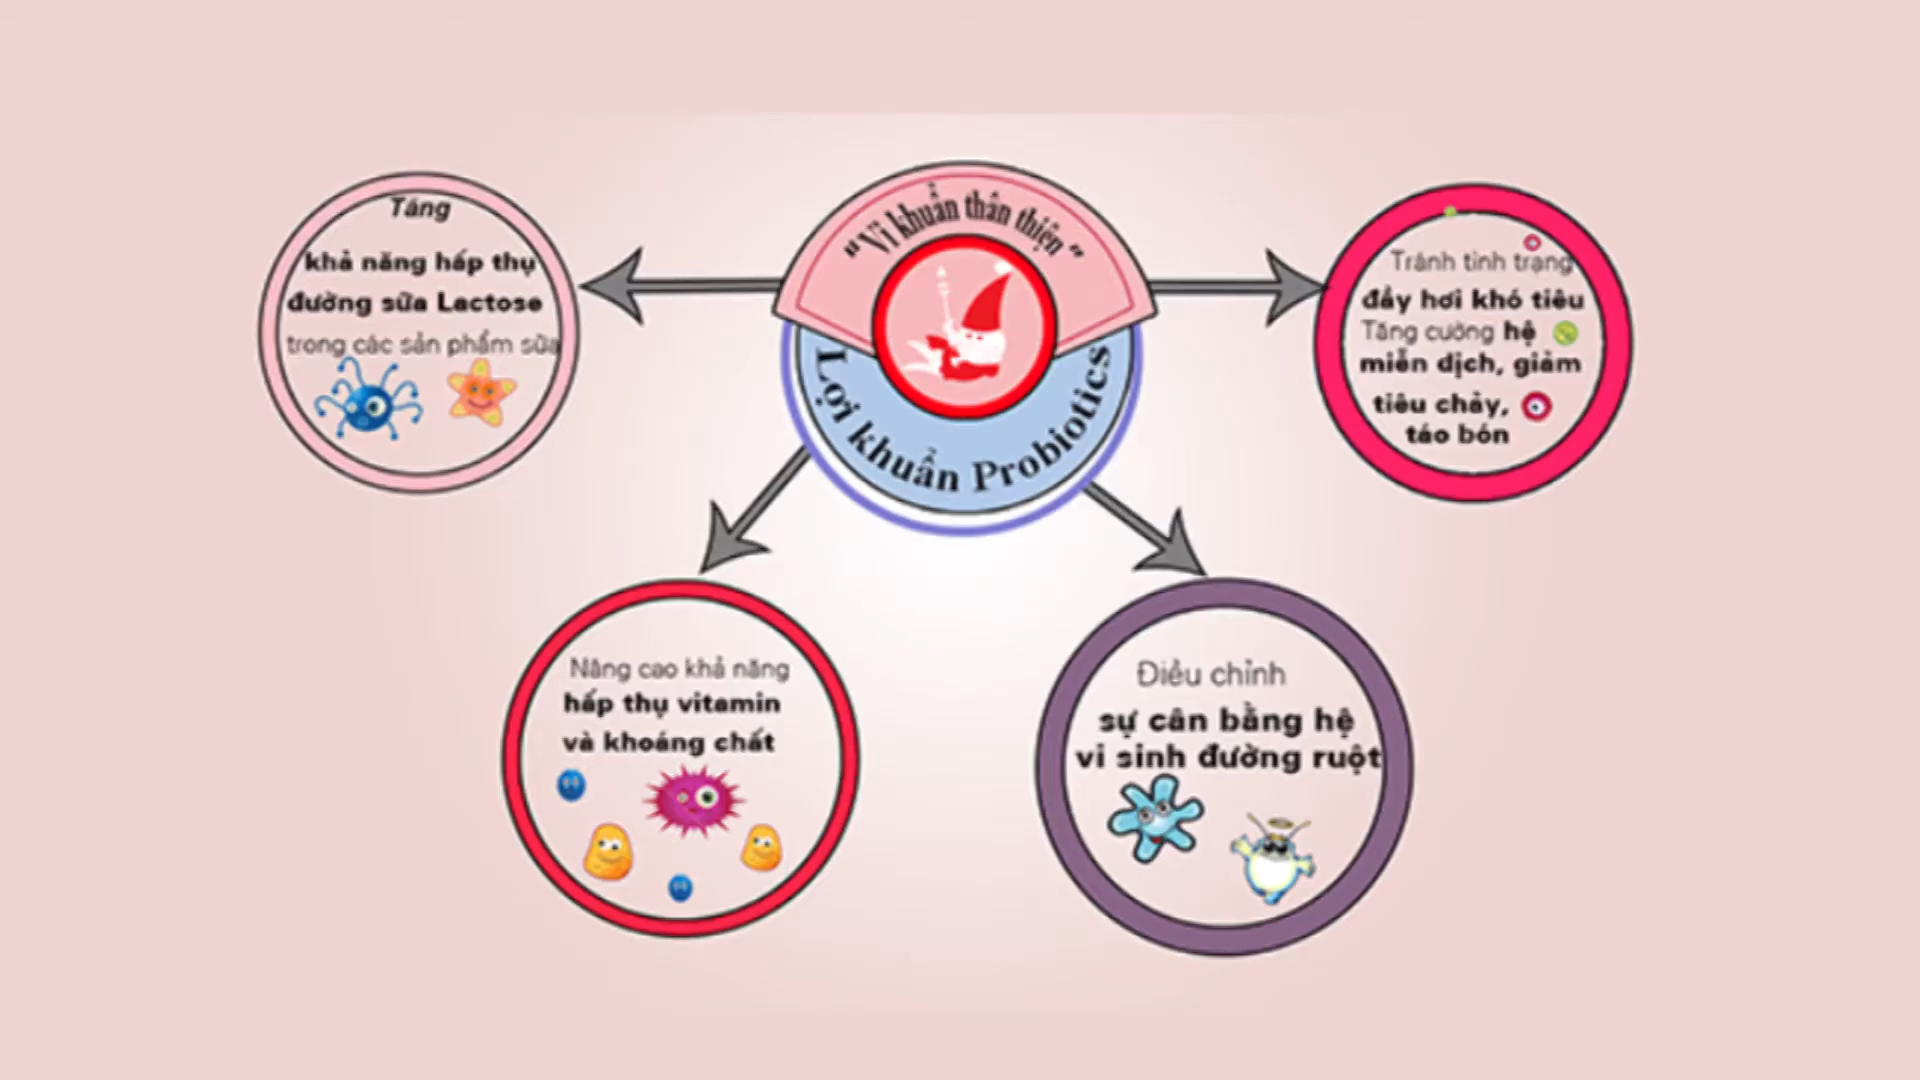 "Vi khuẩn thân thiện"
Lợi khuẩn Probiotics
Tăng
khả năng hấp thụ
đường sữa Lactose
trong các sản phẩm sữa
Tránh tình trạng
đầy hơi khó tiêu
Tăng cường hệ
miễn dịch, giảm
tiêu chảy,
táo bón
Nâng cao khả năng
hấp thụ vitamin
và khoáng chất
Điều chỉnh
sự cân bằng hệ
vi sinh đường ruột